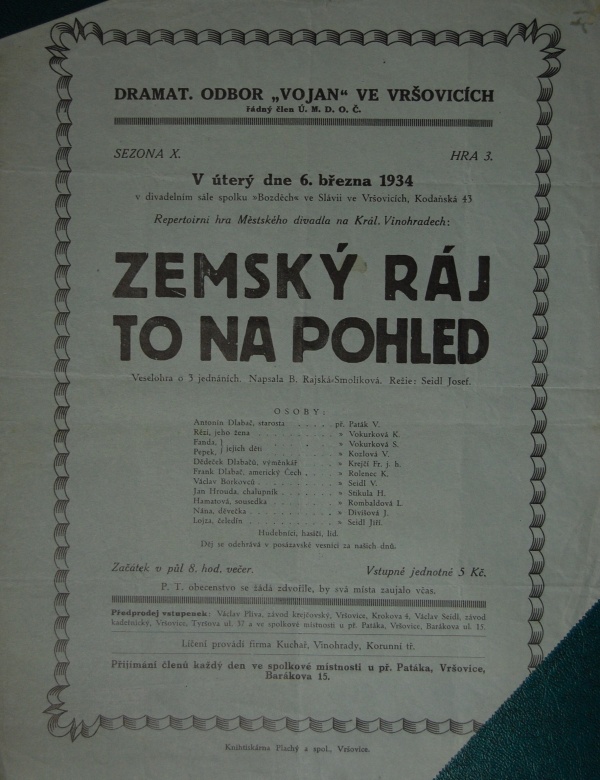 DRAMAT. ODBOR „VOJAN“ VE VRŠOVICÍCH
řádný člen Ú. M. D. O. Č.
SEZONA X. HRA 3.
V úterý dne 6. března 1934
v divadelním sále spolku »Bozděch« ve Slávii ve Vršovicích, Kodaňská 43
Repertoirní hra Městského divadla na Král. Vinohradech:
ZEMSKÝ RÁJ
TO NA POHLED
Veselohra o 3 jednáních. Napsala B. Rajská-Smolíková. Režie: Seidl Josef.
OSOBY:
Antonín Dlabač, starosta . . . . . př. Paták V.
Rézi, jeho žena . . . . . . . . » Vokurková K.
Fanda, } . . . » Vokurková S.
Pepek, } jejich děti . . . » Kozlová V.
Dědeček Dlabačů, výměnkář . . . . » Krejčí Fr. j. h.
Frank Dlabač, americký Čech . . . . » Roleneс K.
Václav Borkovec . . . . . . . » Seidl V.
Jan Hrouda, chalupník . . . . . . » Stikula H.
Hamatová, sousedka . . . . . . » Rombaldová L.
Nána, děvečka . . . . . . . . » Divišová J.
Lojza, čeledín . . . . . . . . » Seidl Jiří.
Hudebníci, hasiči, lid.
Děj se odehrává v posázavské vesnici za našich dnů.
Začátek v půl 8. hod. večer. Vstupné jednotné 5 Kč.
P. T. obecenstvo se žádá zdvořile, by svá místa zaujalo včas.
Předprodej vstupenek: Václav Plíva, závod krejčovský, Vršovice, Krokova 4, Václav Seidl, závod
kadeřnický, Vršovice, Tyršova ul. 37 a ve spolkové místnosti u př. Patáka, Vršovice, Barákova ul. 15.
Líčení provádí firma Kuchař, Vinohrady, Korunní tř.
Přijímání členů každý den ve spolkové místnosti u př. Patáka, Vršovice,
Barákova 15.
Knihtiskárna Plachý a spol., Vršovice.